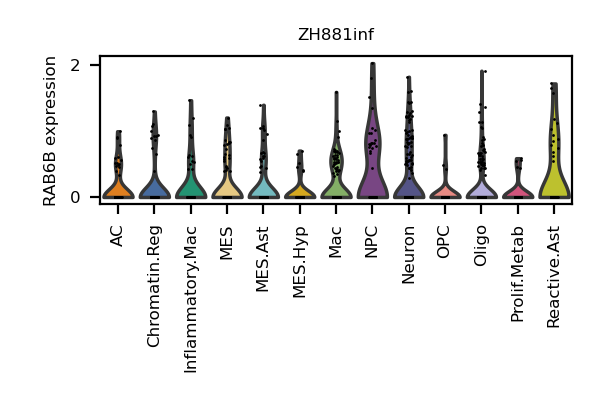 ZH881inf
RAB6B expression
2
0
AC
Chromatin.Reg
Inflammatory.Mac
MES
MES.Ast
MES.Hyp
Mac
NPC
Neuron
OPC
Oligo
Prolif.Metab
Reactive.Ast